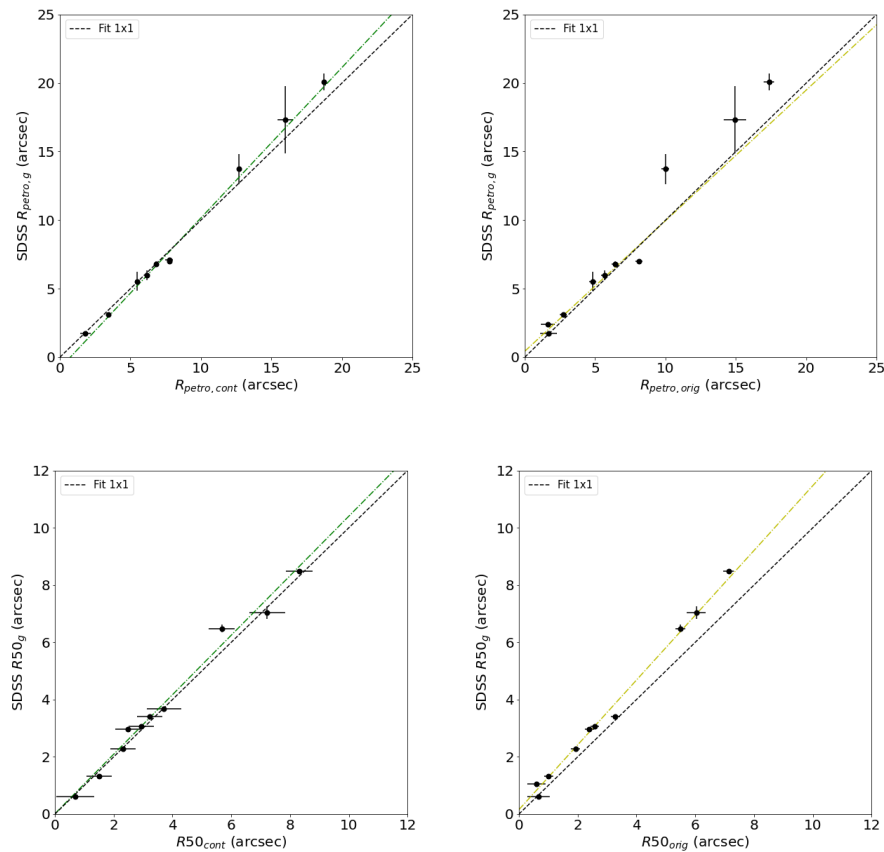 Fit 1x1
SDSS R_petro,g (arcsec)
25
20
15
10
5
0
0 5 10 15 20 25
R_petro,cont (arcsec)
Fit 1x1
SDSS R_petro,g (arcsec)
25
20
15
10
5
0
0 5 10 15 20 25
R_petro,orig (arcsec)
Fit 1x1
SDSS R50_g (arcsec)
12
10
8
6
4
2
0
0 2 4 6 8 10 12
R50_cont (arcsec)
Fit 1x1
SDSS R50_g (arcsec)
12
10
8
6
4
2
0
0 2 4 6 8 10 12
R50_orig (arcsec)